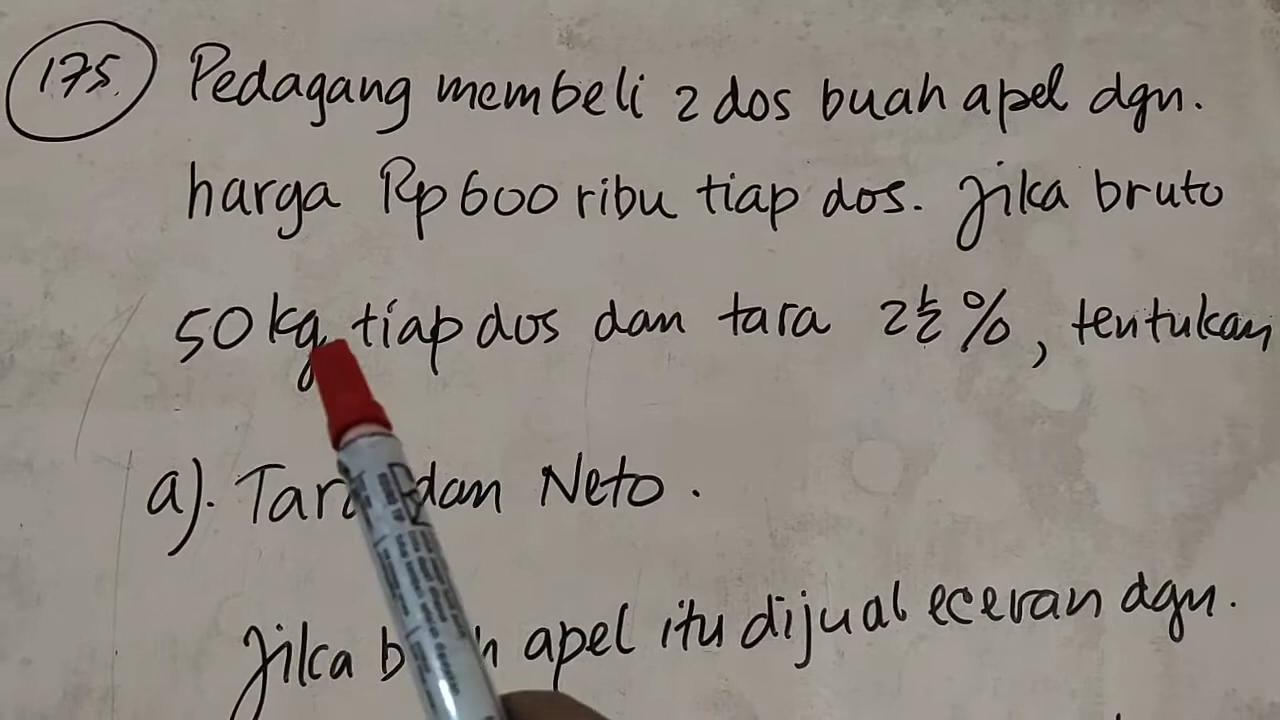 175.
Pedagang membeli 2 dos buah apel dgn.
harga Rp 600 ribu tiap dos. Jika bruto
50 kg tiap dos dan tara 2½ %, tentukan
a). dan Neto.
Jika apel itu dijual eceran dgn.